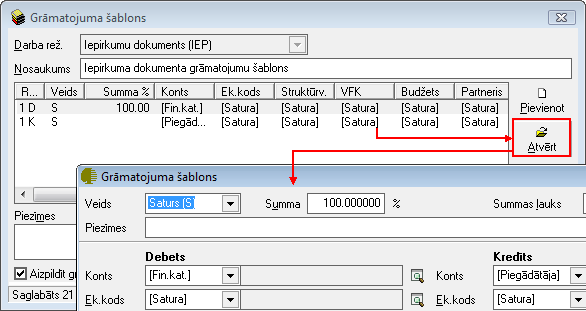 Grāmatojuma šablons
Darba rež. Iepirkumu dokuments (IEP)
Nosaukums Iepirkuma dokumenta grāmatojumu šablons
R... Veids Summa % Konts Ek.kods Struktūrv. VFK Budžets Partneris
1 D S 100.00 [Fin.kat.] [Satura] [Satura] [Satura] [Satura] [Satura]
1 K S [Piegād... [Satura] [Satura] [Satura] [Satura] [Satura]
Pievienot
Atvērt
Piezīmes
Aizpildīt gr
Saglabāts 21
Grāmatojuma šablons
Veids Saturs (S) Summa 100.000000 % Summas lauks
Piezīmes
Debets Kredīts
Konts [Fin.kat.] Konts [Piegādātāja]
Ek.kods [Satura] Ek.kods [Satura]